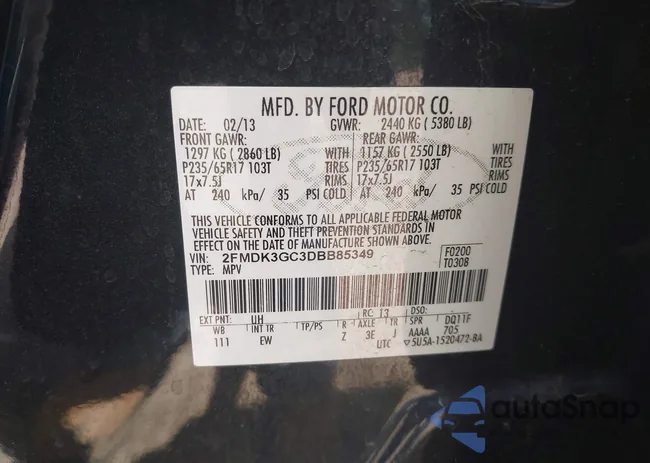 MFD. BY FORD MOTOR CO.
DATE: 02/13 GVWR: 2440 KG ( 5380 LB)
FRONT GAWR: REAR GAWR:
1297 KG ( 2860 LB) WITH 1157 KG ( 2550 LB) WITH
P235/65R17 103T TIRES P235/65R17 103T TIRES
17x7.5J RIMS 17x7.5J RIMS
AT 240 kPa/ 35 PSI COLD AT 240 kPa/ 35 PSI COLD
THIS VEHICLE CONFORMS TO ALL APPLICABLE FEDERAL MOTOR
VEHICLE SAFETY AND THEFT PREVENTION STANDARDS IN
EFFECT ON THE DATE OF MANUFACTURE SHOWN ABOVE.
VIN: 2FMDK3GC3DBB85349 F0200
TYPE: MPV T0308
EXT PNT: UH RC: 13 DSO:
WB INT TR TP/PS R AXLE TR SPR DQ11F
111 EW Z 3E J AAAA 705
UTC ▽5U5A-1520472-BA
autoSnap